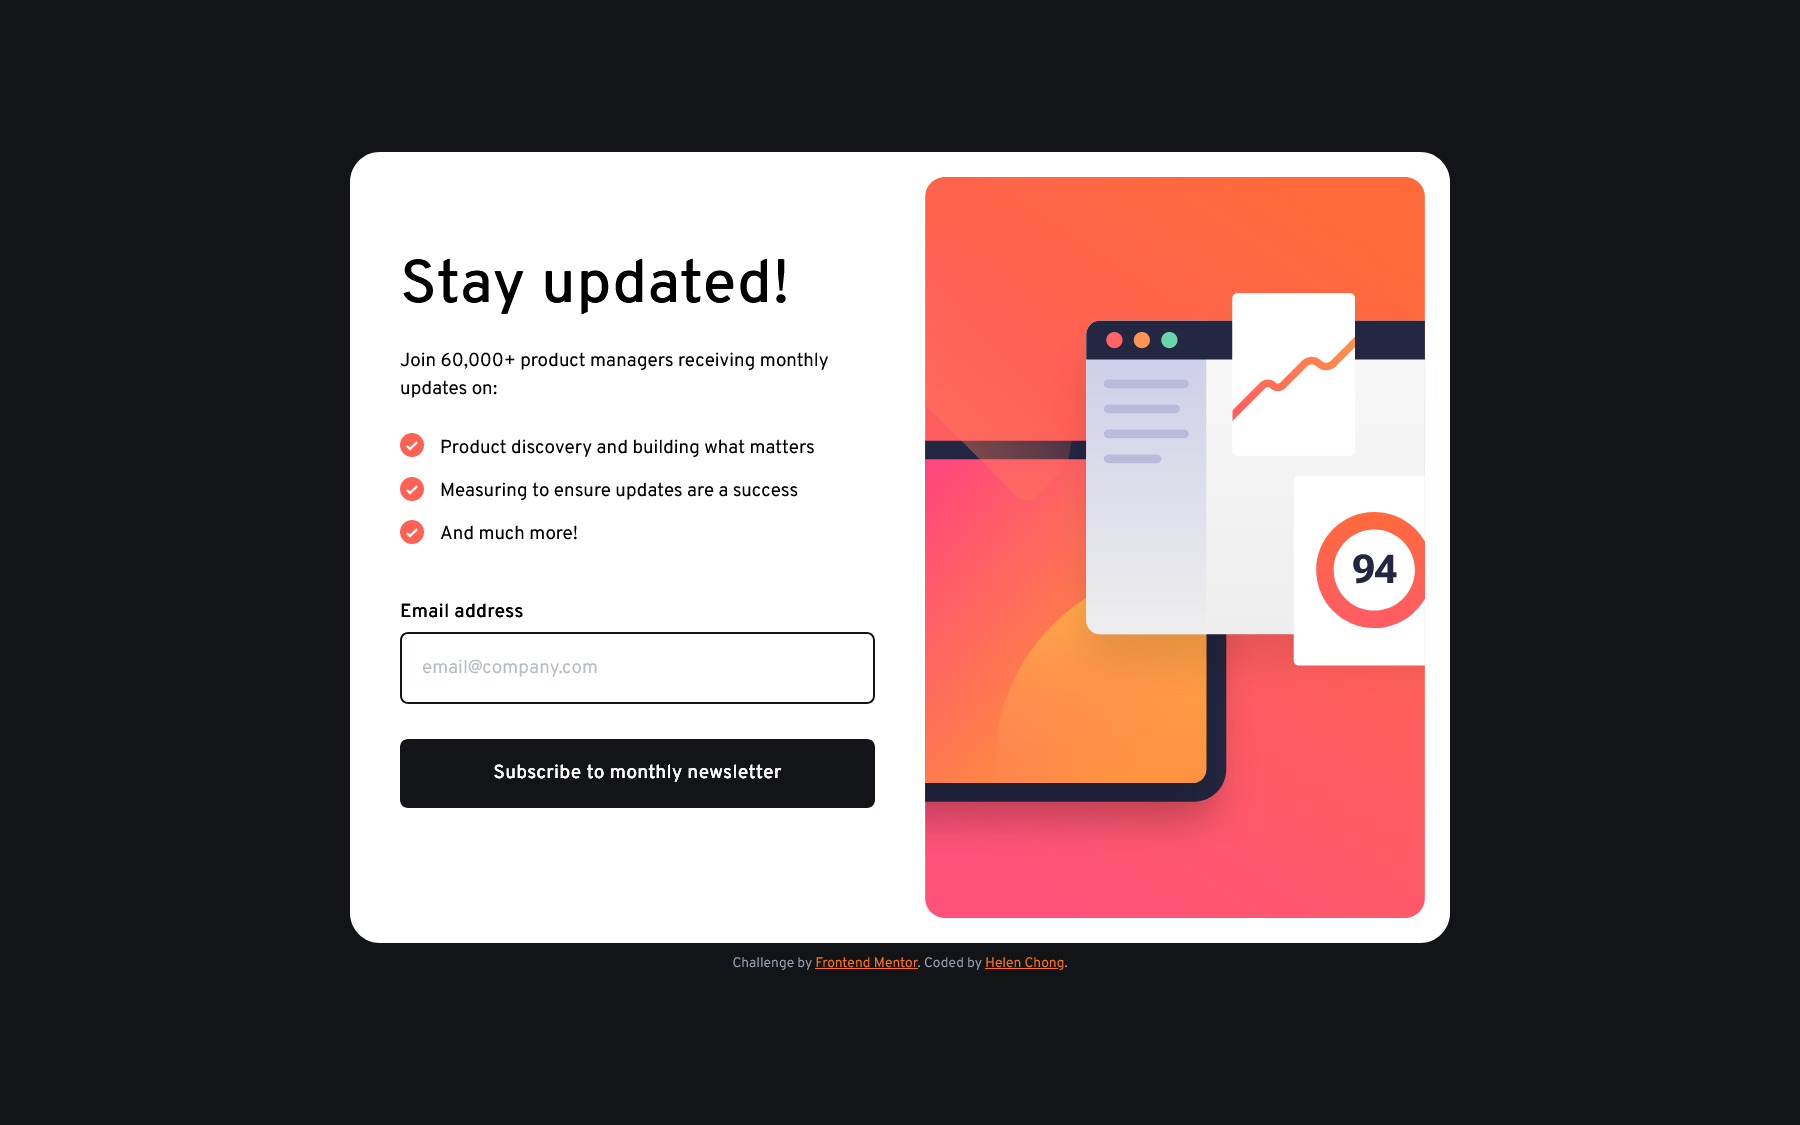 Stay updated!
Join 60,000+ product managers receiving monthly
updates on:
Product discovery and building what matters
Measuring to ensure updates are a success
And much more!
Email address
email@company.com
Subscribe to monthly newsletter
94
Challenge by Frontend Mentor. Coded by Helen Chong.